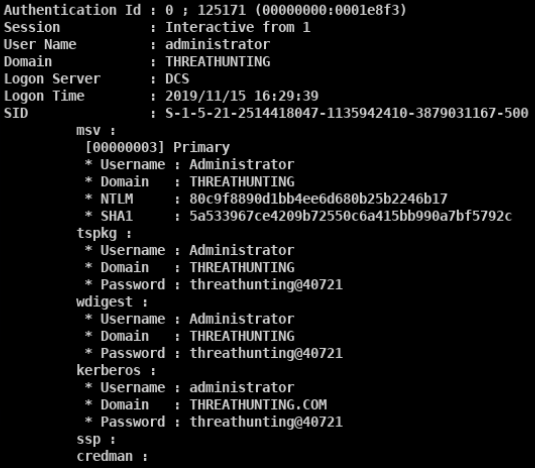 Authentication Id : 0 ; 125171 (00000000:0001e8f3)
Session           : Interactive from 1
User Name         : administrator
Domain            : THREATHUNTING
Logon Server      : DCS
Logon Time        : 2019/11/15 16:29:39
SID               : S-1-5-21-2514418047-1135942410-3879031167-500
        msv :
         [00000003] Primary
         * Username : Administrator
         * Domain   : THREATHUNTING
         * NTLM     : 80c9f8890d1bb4ee6d680b25b2246b17
         * SHA1     : 5a533967ce4209b72550c6a415bb990a7bf5792c
        tspkg :
         * Username : Administrator
         * Domain   : THREATHUNTING
         * Password : threathunting@40721
        wdigest :
         * Username : Administrator
         * Domain   : THREATHUNTING
         * Password : threathunting@40721
        kerberos :
         * Username : administrator
         * Domain   : THREATHUNTING.COM
         * Password : threathunting@40721
        ssp :
        credman :